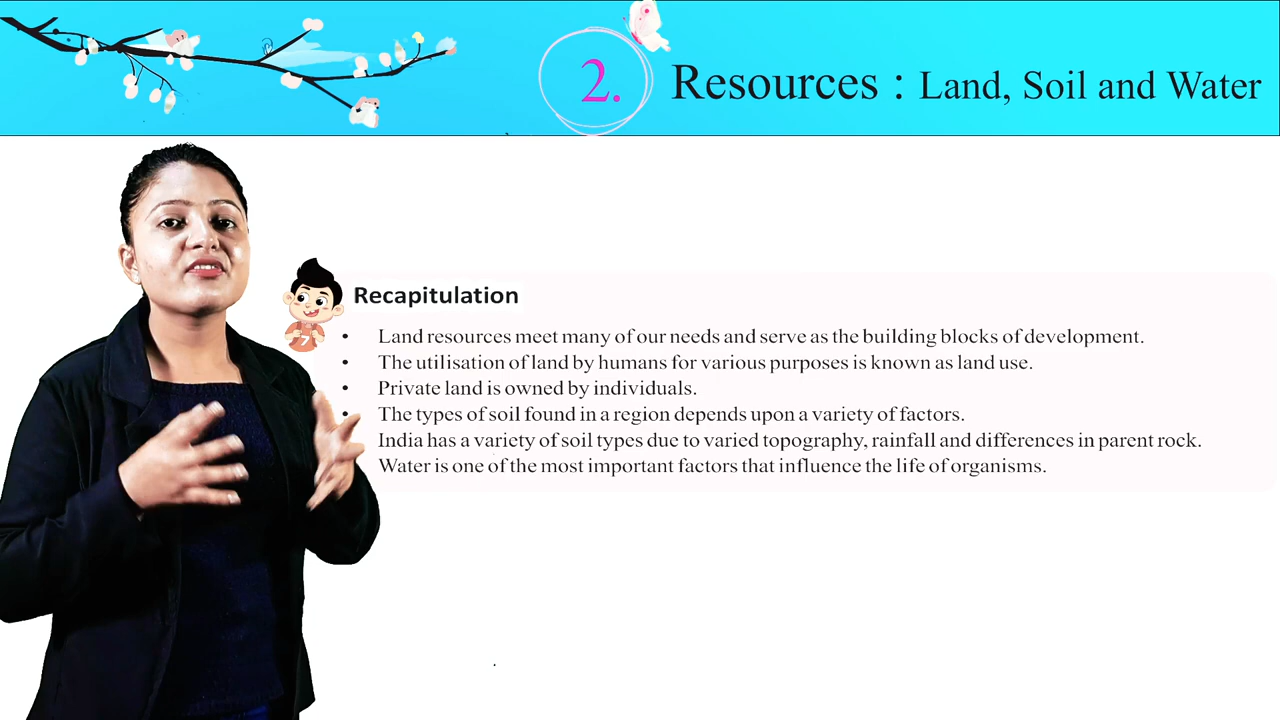 2. Resources : Land, Soil and Water
Recapitulation
• Land resources meet many of our needs and serve as the building blocks of development.
• The utilisation of land by humans for various purposes is known as land use.
• Private land is owned by individuals.
• The types of soil found in a region depends upon a variety of factors.
India has a variety of soil types due to varied topography, rainfall and differences in parent rock.
Water is one of the most important factors that influence the life of organisms.
7